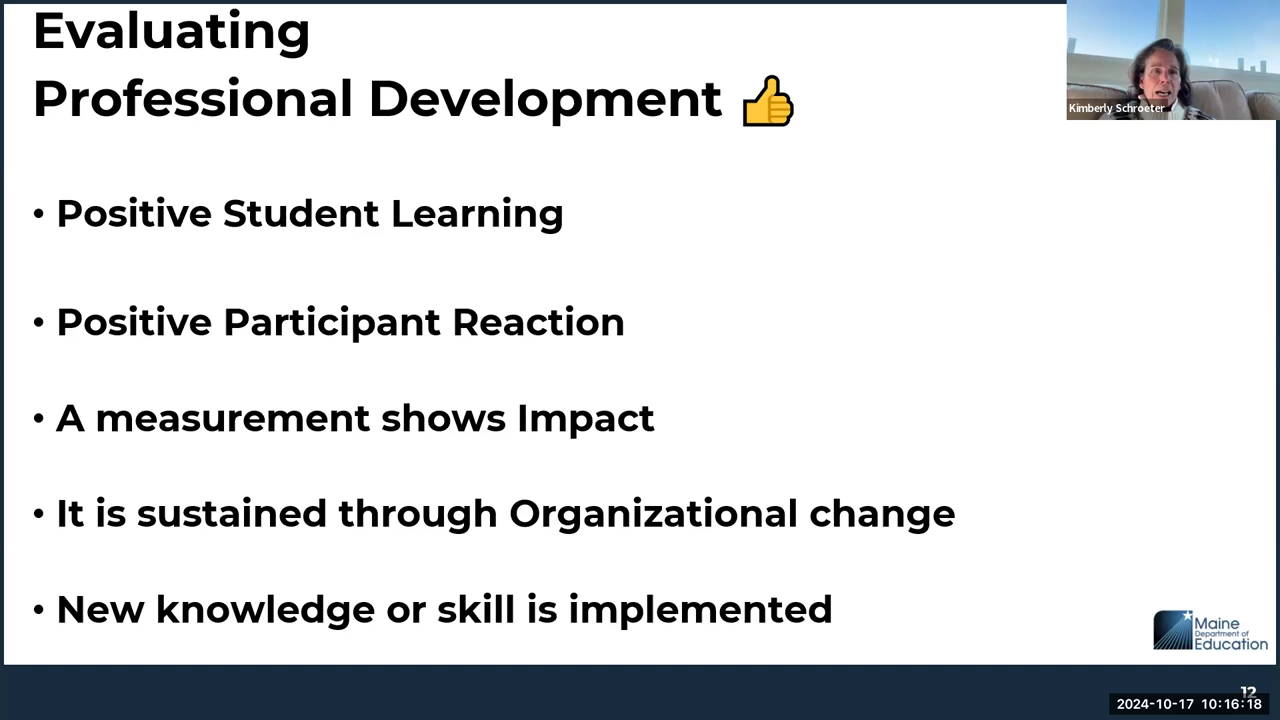 Evaluating
Professional Development 👍
Kimberly Schroeter
• Positive Student Learning
• Positive Participant Reaction
• A measurement shows Impact
• It is sustained through Organizational change
• New knowledge or skill is implemented
Maine
Department of
Education
12
2024-10-17 10:16:18